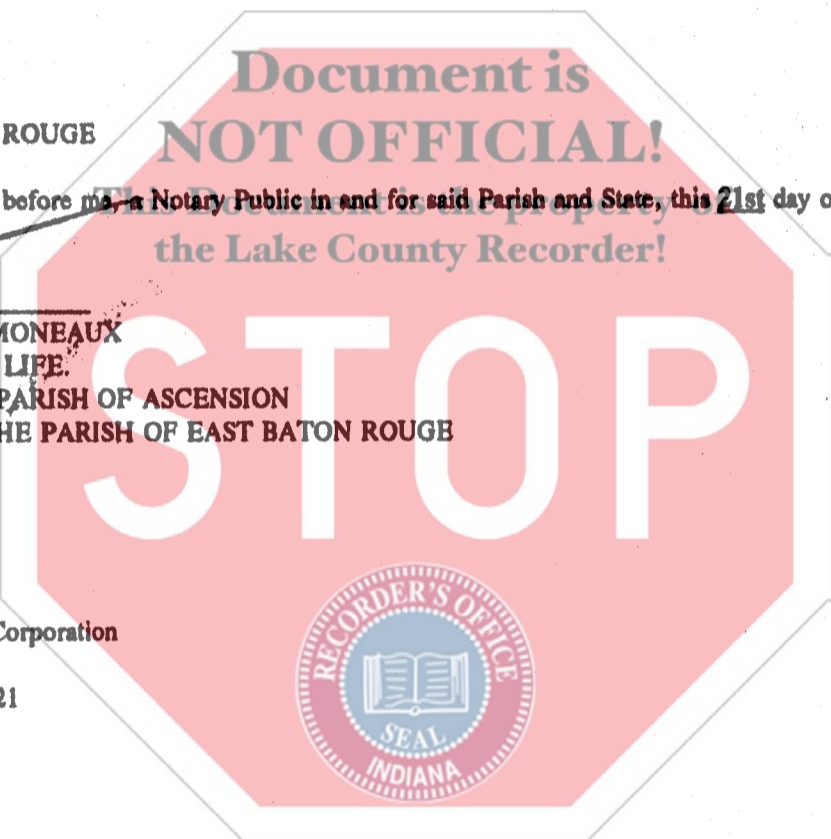 Document is
ROUGE
NOT OFFICIAL!
before me, a Notary Public in and for said Parish and State, this 21st day o
This Document is the property of
the Lake County Recorder!
MONEAUX
LIFE.
PARISH OF ASCENSION
HE PARISH OF EAST BATON ROUGE
STOP
Corporation
21
RECORDER'S OFFICE
SEAL
INDIANA